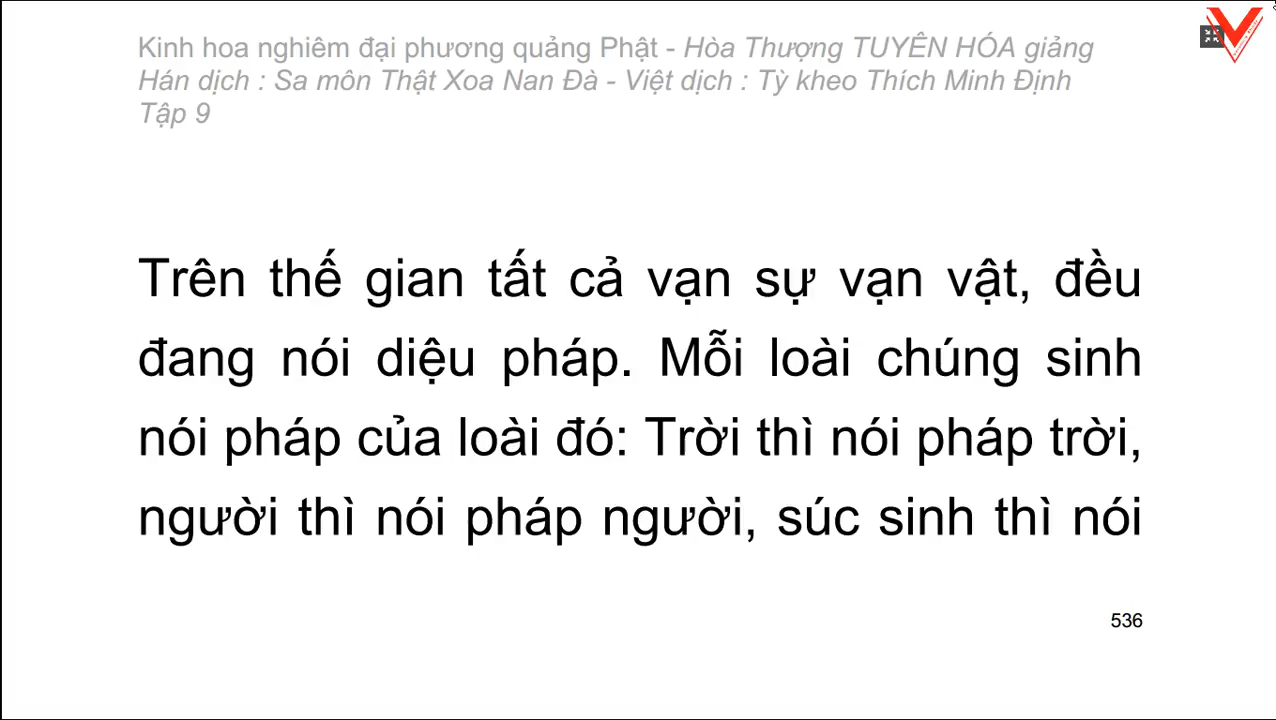 Kinh hoa nghiêm đại phương quảng Phật - Hòa Thượng TUYÊN HÓA giảng
Hán dịch : Sa môn Thật Xoa Nan Đà - Việt dịch : Tỳ kheo Thích Minh Định
Tập 9
Trên thế gian tất cả vạn sự vạn vật, đều
đang nói diệu pháp. Mỗi loài chúng sinh
nói pháp của loài đó: Trời thì nói pháp trời,
người thì nói pháp người, súc sinh thì nói
536